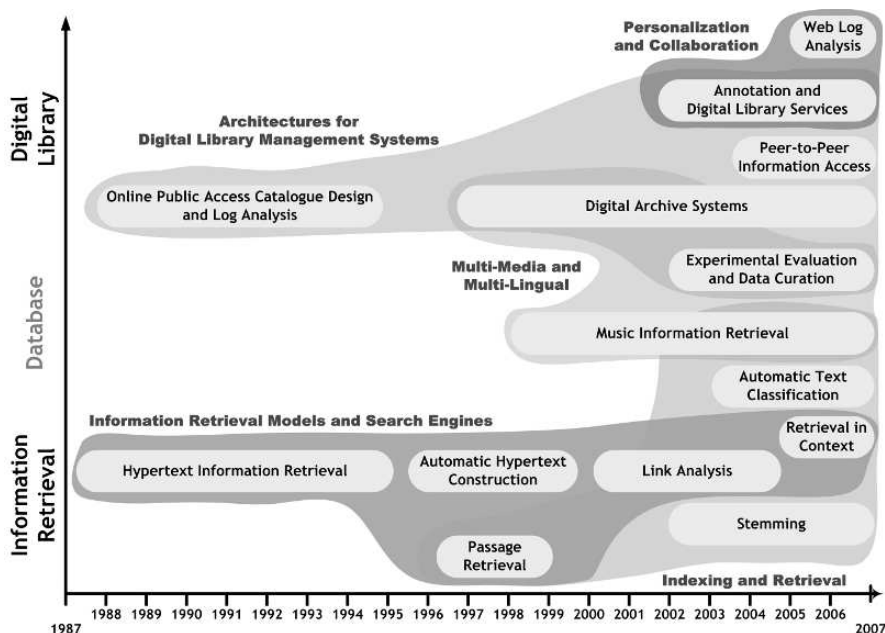 Personalization
and Collaboration
Web Log
Analysis
Annotation and
Digital Library Services
Architectures for
Digital Library Management Systems
Peer-to-Peer
Information Access
Online Public Access Catalogue Design
and Log Analysis
Digital Archive Systems
Multi-Media and
Multi-Lingual
Experimental Evaluation
and Data Curation
Music Information Retrieval
Automatic Text
Classification
Information Retrieval Models and Search Engines
Retrieval in
Context
Hypertext Information Retrieval
Automatic Hypertext
Construction
Link Analysis
Stemming
Passage
Retrieval
Indexing and Retrieval
Digital
Library
Database
Information
Retrieval
1987 1988 1989 1990 1991 1992 1993 1994 1995 1996 1997 1998 1999 2000 2001 2002 2003 2004 2005 2006 2007